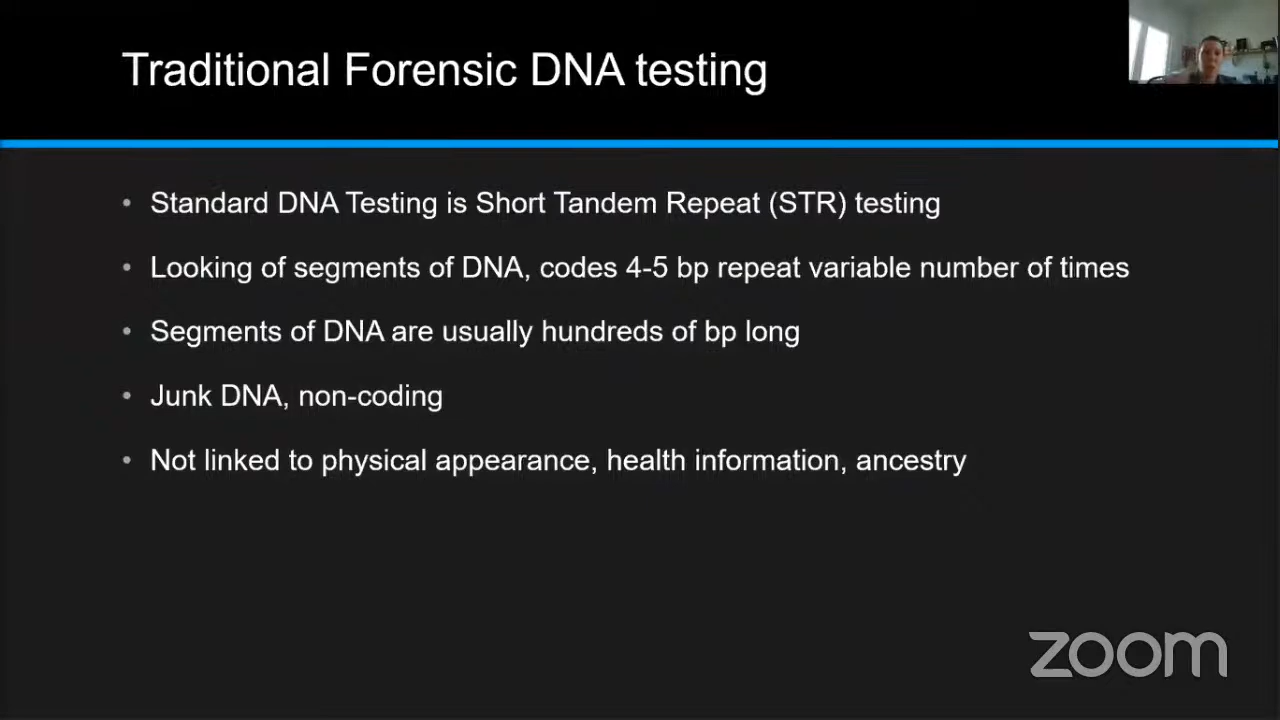 Traditional Forensic DNA testing
• Standard DNA Testing is Short Tandem Repeat (STR) testing
• Looking of segments of DNA, codes 4-5 bp repeat variable number of times
• Segments of DNA are usually hundreds of bp long
• Junk DNA, non-coding
• Not linked to physical appearance, health information, ancestry
zoom